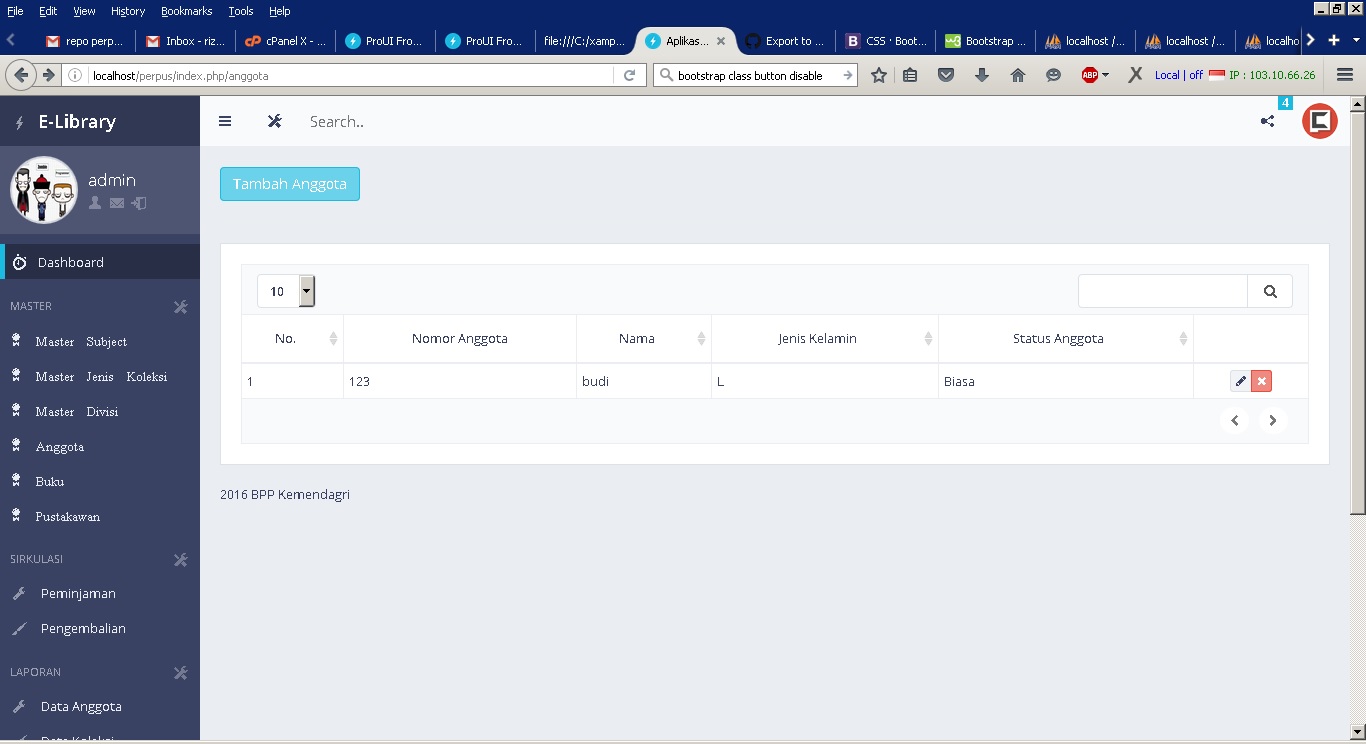 File Edit View History Bookmarks Tools Help
repo perp... Inbox - riz... cPanel X - ... ProUI Fro... ProUI Fro... file:///C:/xamp... Aplikas... Export to ... CSS · Boot... Bootstrap ... localhost /... localhost /... localho
localhost/perpus/index.php/anggota bootstrap class button disable ABP Local | off IP : 103.10.66.26
E-Library Search.. 4
admin
Tambah Anggota
Dashboard
MASTER
Master Subject
Master Jenis Koleksi
Master Divisi
Anggota
Buku
Pustakawan
SIRKULASI
Peminjaman
Pengembalian
LAPORAN
Data Anggota
Data Koleksi
10
No. Nomor Anggota Nama Jenis Kelamin Status Anggota
1 123 budi L Biasa
2016 BPP Kemendagri